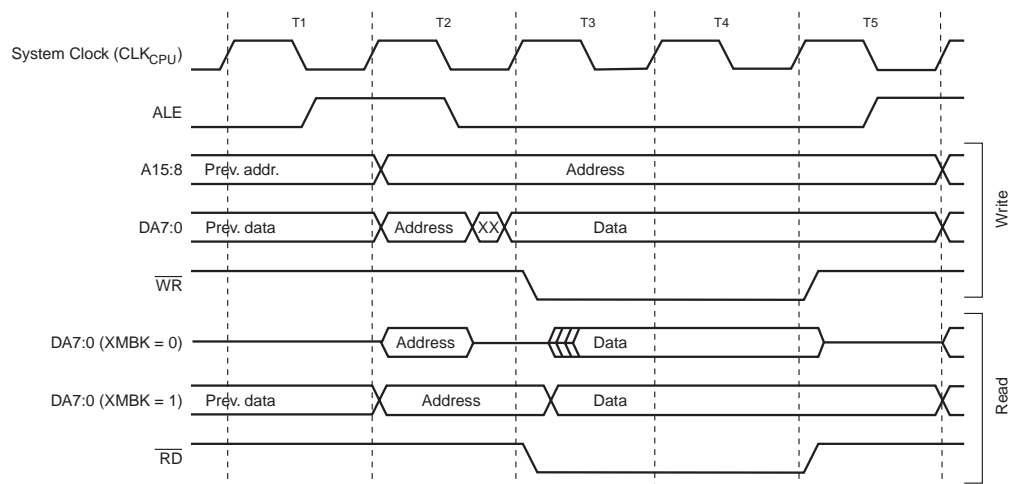 T1 T2 T3 T4 T5
System Clock (CLKCPU)
ALE
A15:8 Prev. addr. Address
DA7:0 Prev. data Address XX Data
WR
Write
DA7:0 (XMBK = 0) Address Data
DA7:0 (XMBK = 1) Prev. data Address Data
RD
Read